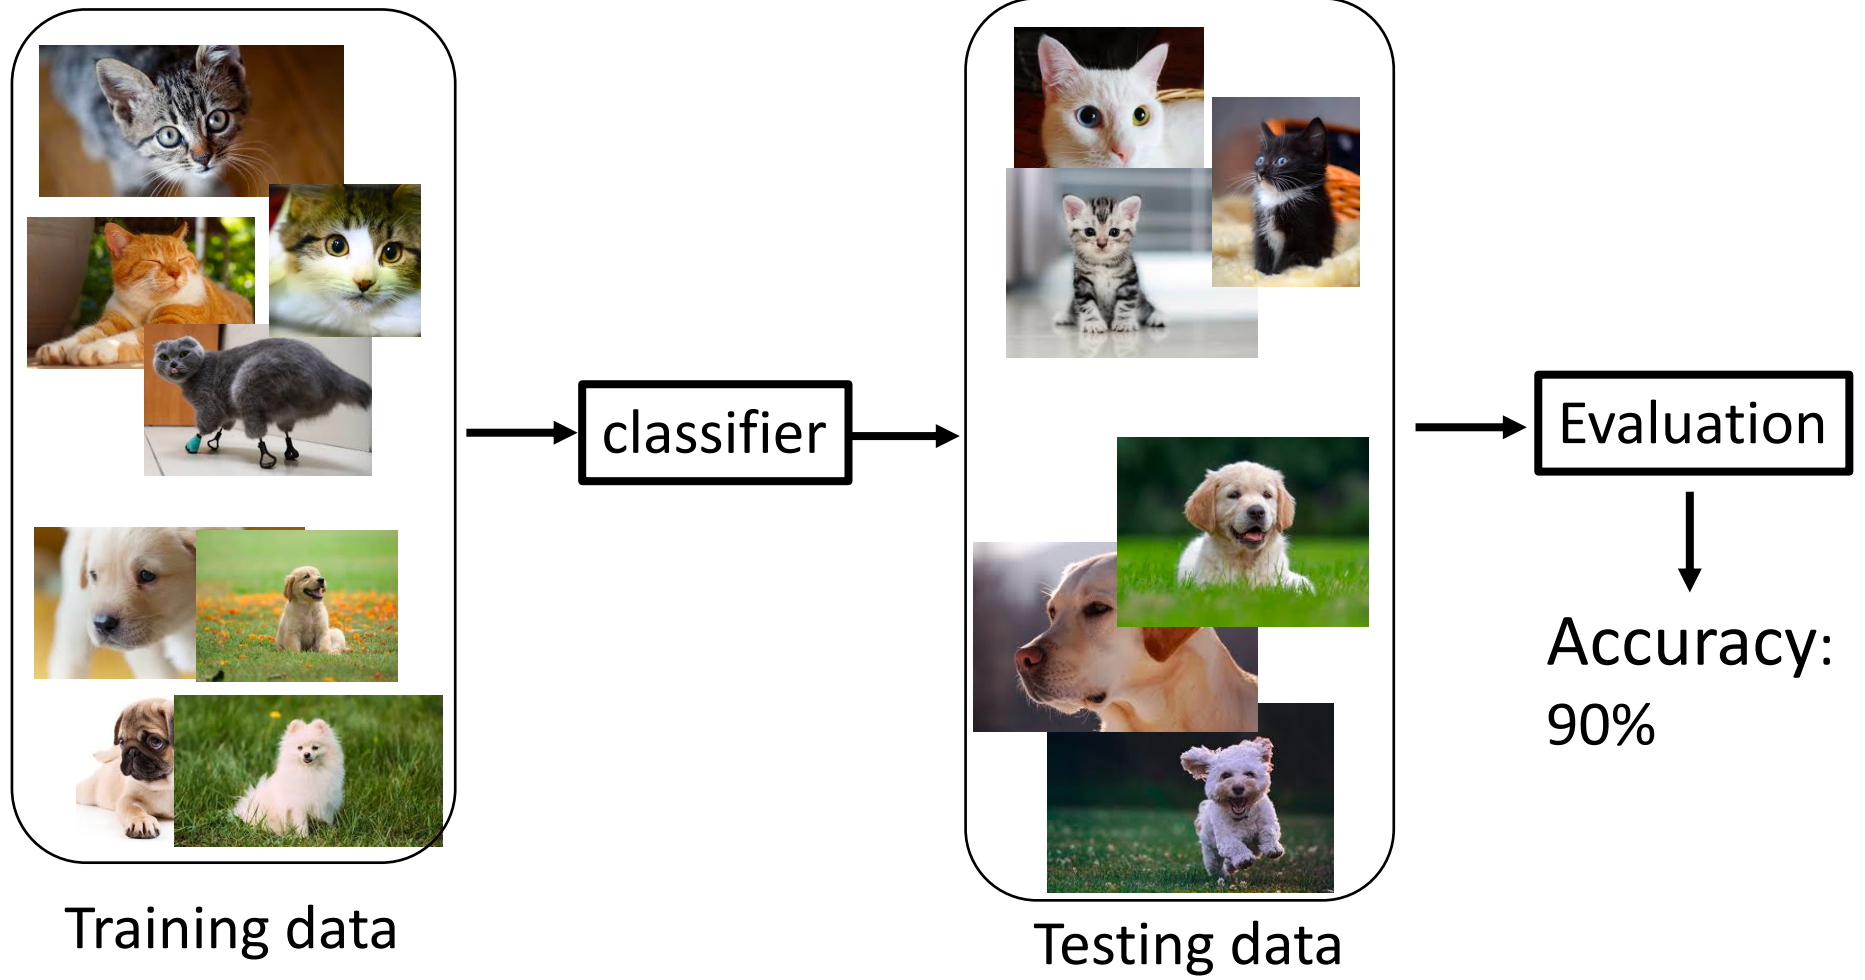 Training data
classifier
Testing data
Evaluation
Accuracy:
90%